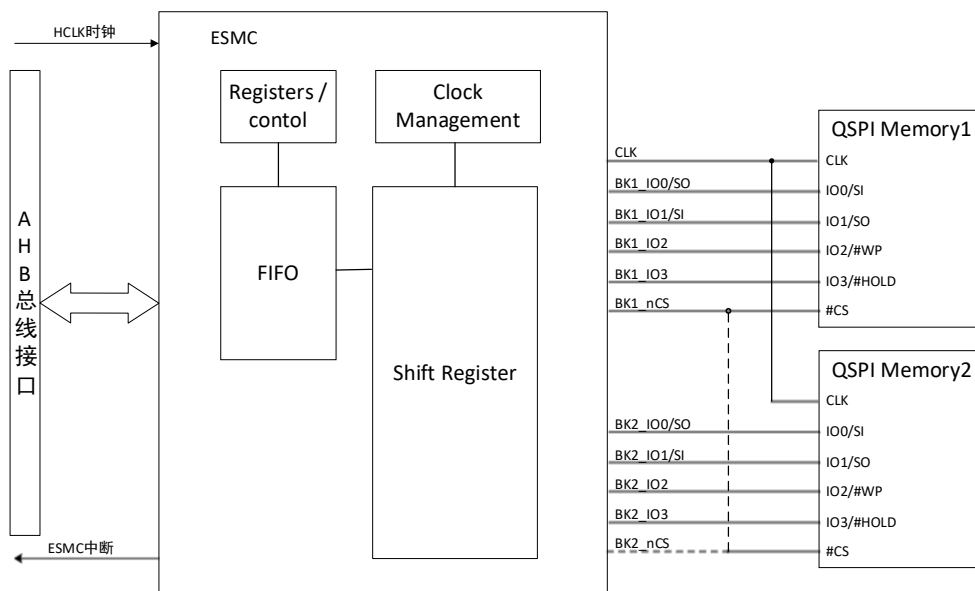 HCLK时钟
AHB总线接口
ESMC中断
ESMC
Registers /
contol
Clock
Management
FIFO
Shift Register
CLK
BK1_IO0/SO
BK1_IO1/SI
BK1_IO2
BK1_IO3
BK1_nCS
BK2_IO0/SO
BK2_IO1/SI
BK2_IO2
BK2_IO3
BK2_nCS
QSPI Memory1
CLK
IO0/SI
IO1/SO
IO2/#WP
IO3/#HOLD
#CS
QSPI Memory2
CLK
IO0/SI
IO1/SO
IO2/#WP
IO3/#HOLD
#CS